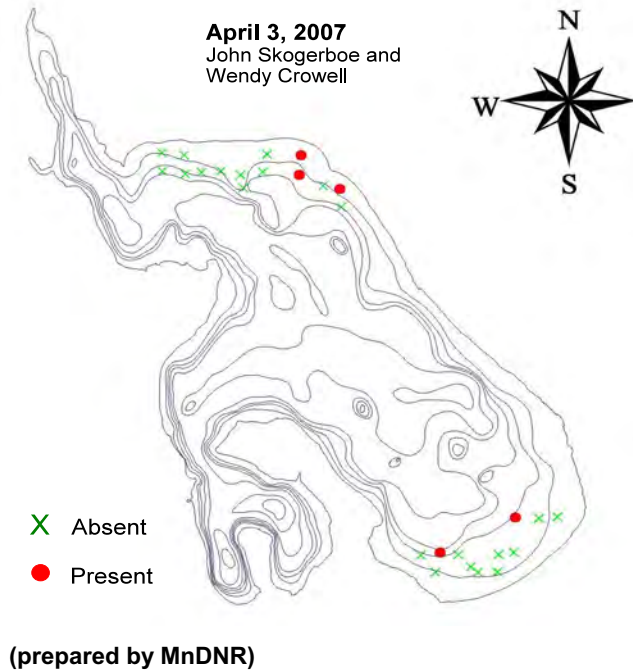 April 3, 2007
John Skogerboe and
Wendy Crowell
N
W
S
X Absent
Present
(prepared by MnDNR)